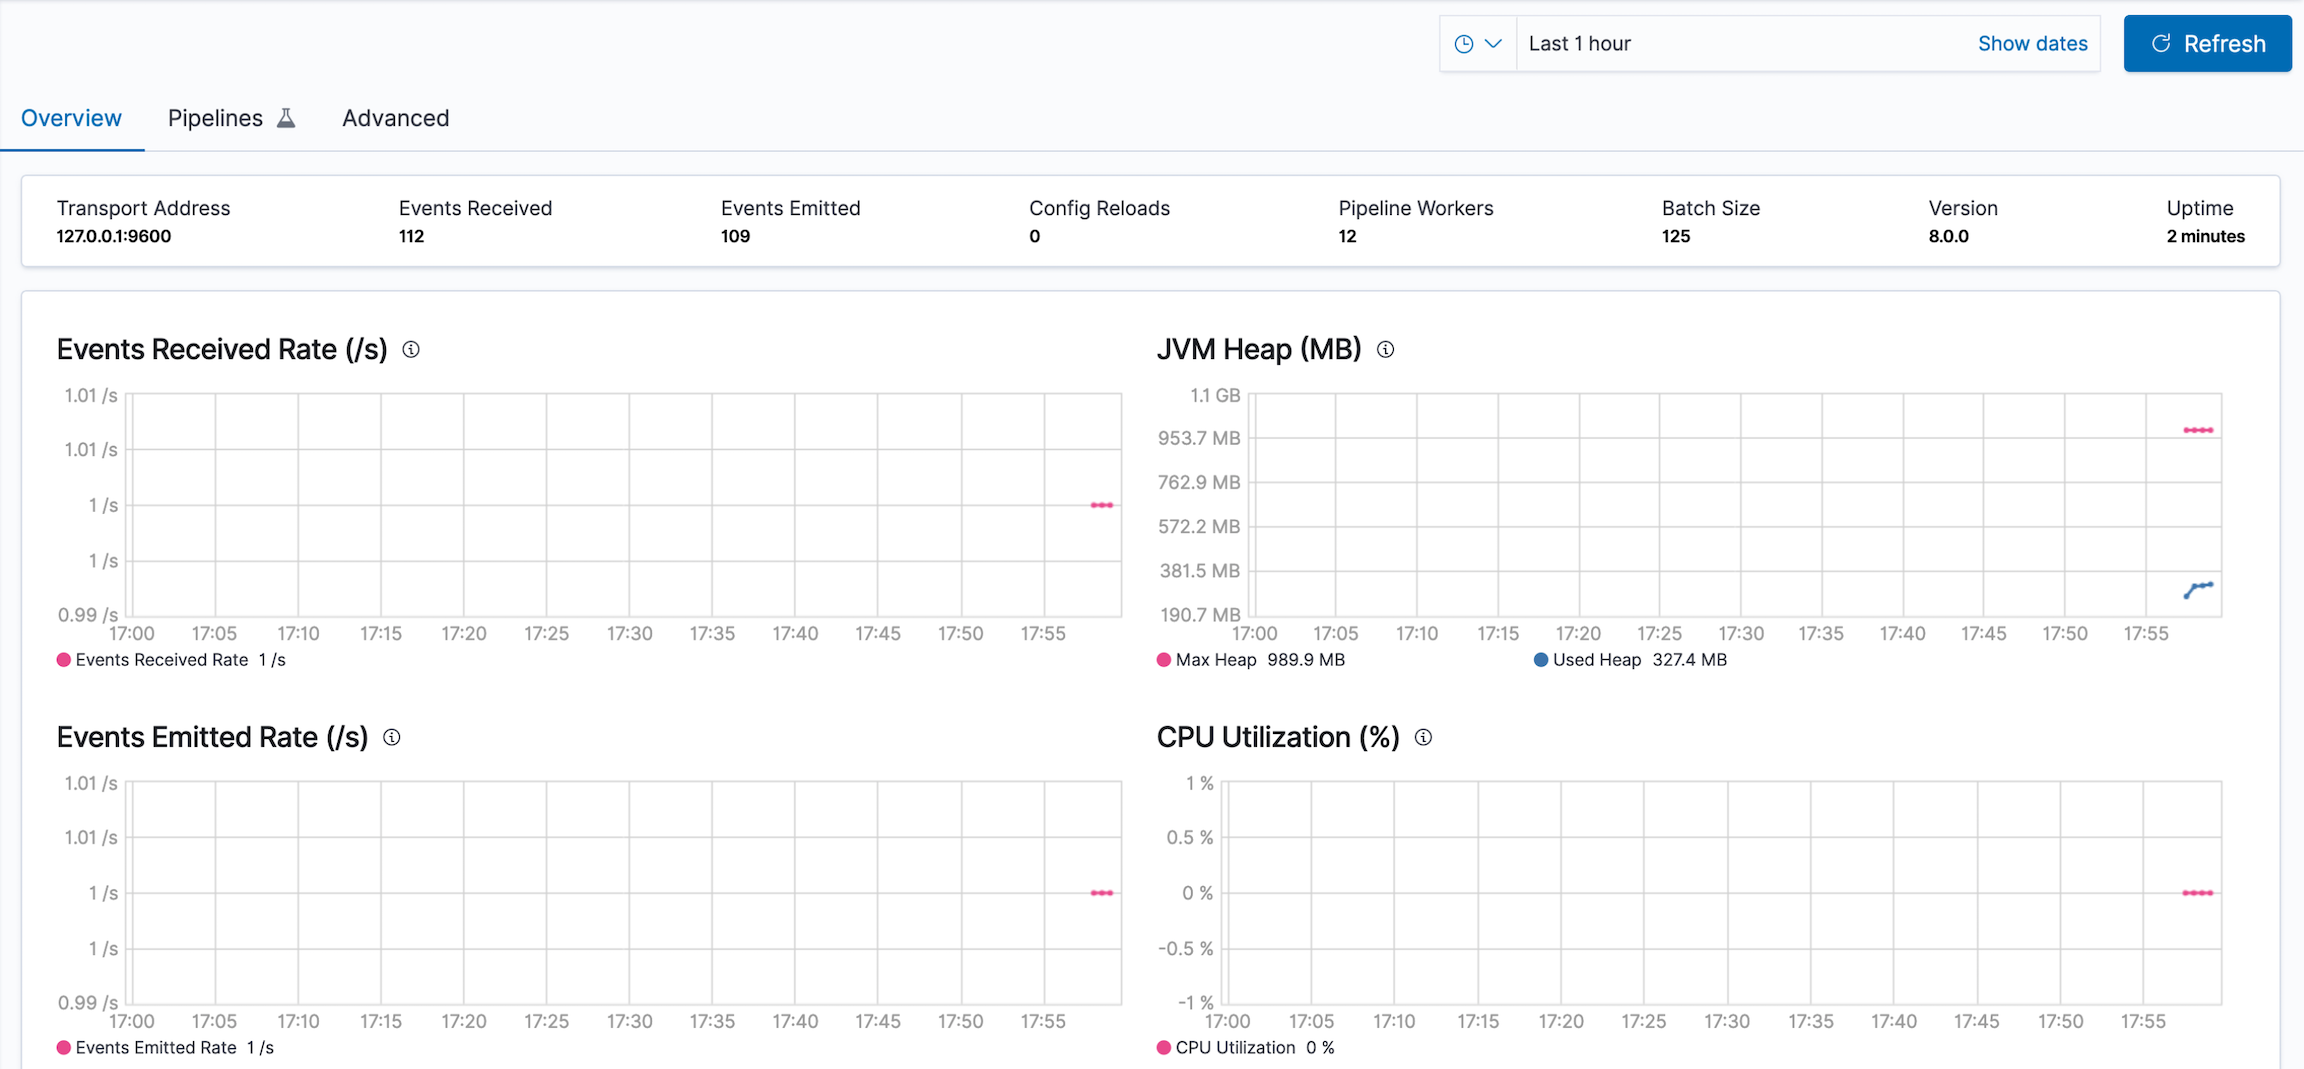 Last 1 hour Show dates Refresh
Overview Pipelines Advanced
Transport Address Events Received Events Emitted Config Reloads Pipeline Workers Batch Size Version Uptime
127.0.0.1:9600 112 109 0 12 125 8.0.0 2 minutes
Events Received Rate (/s)
1.01 /s
1.01 /s
1 /s
1 /s
0.99 /s
17:00 17:05 17:10 17:15 17:20 17:25 17:30 17:35 17:40 17:45 17:50 17:55
Events Received Rate 1 /s
JVM Heap (MB)
1.1 GB
953.7 MB
762.9 MB
572.2 MB
381.5 MB
190.7 MB
17:00 17:05 17:10 17:15 17:20 17:25 17:30 17:35 17:40 17:45 17:50 17:55
Max Heap 989.9 MB Used Heap 327.4 MB
Events Emitted Rate (/s)
1.01 /s
1.01 /s
1 /s
1 /s
0.99 /s
17:00 17:05 17:10 17:15 17:20 17:25 17:30 17:35 17:40 17:45 17:50 17:55
Events Emitted Rate 1 /s
CPU Utilization (%)
1 %
0.5 %
0 %
-0.5 %
-1 %
17:00 17:05 17:10 17:15 17:20 17:25 17:30 17:35 17:40 17:45 17:50 17:55
CPU Utilization 0 %